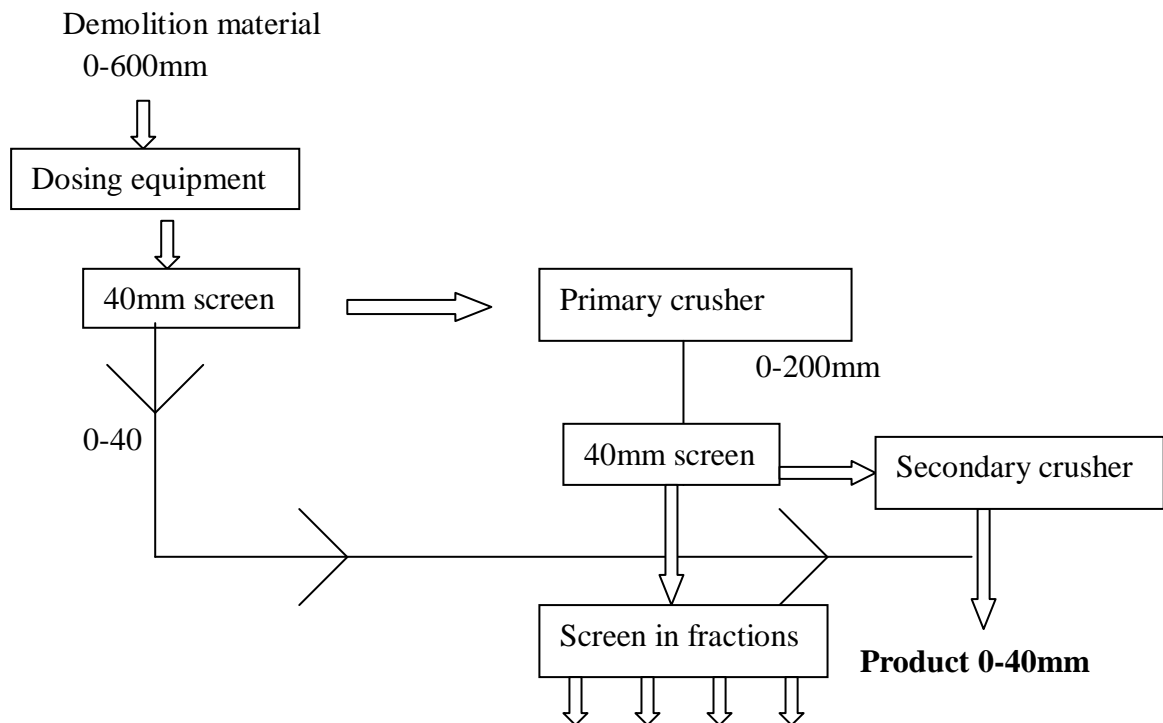 Demolition material
0-600mm
Dosing equipment
40mm screen
Primary crusher
0-200mm
0-40
40mm screen
Secondary crusher
Screen in fractions
Product 0-40mm